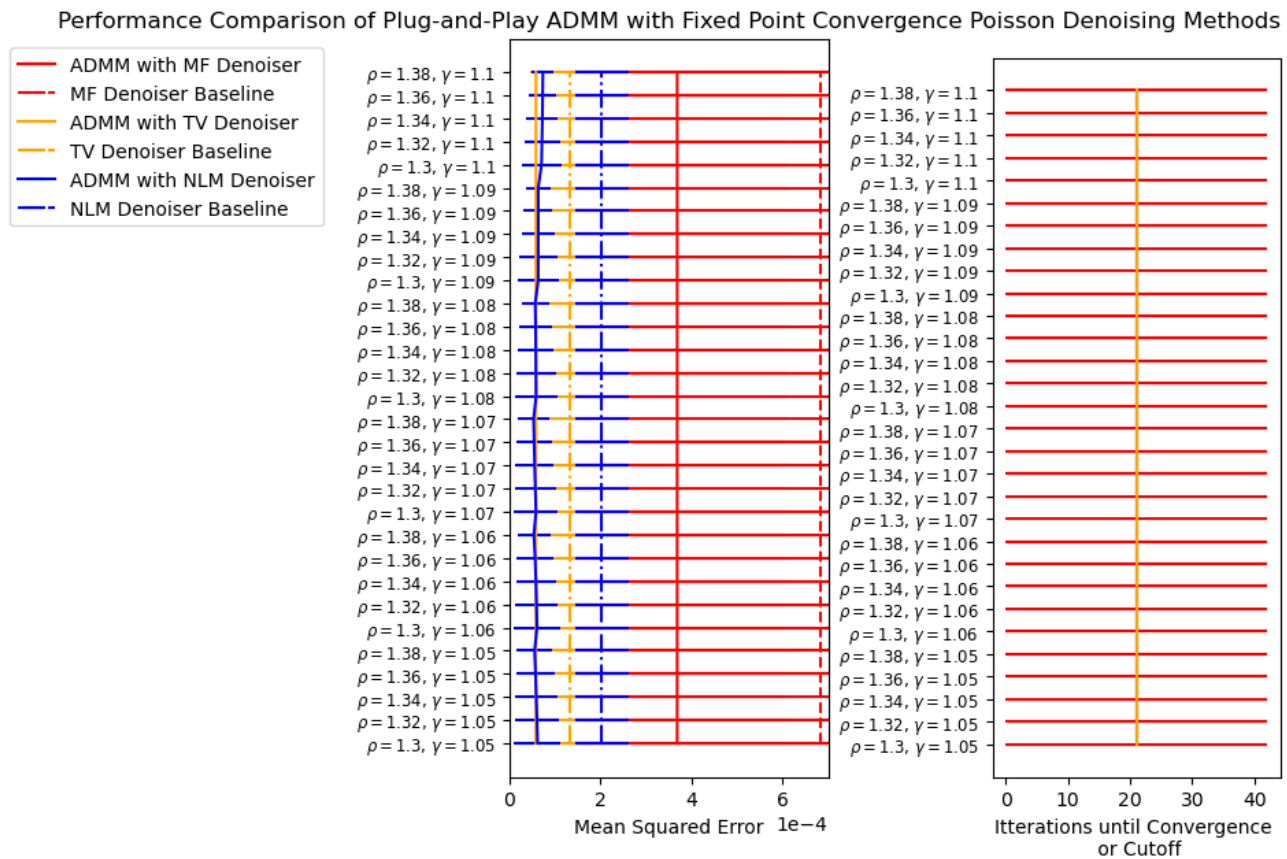 Performance Comparison of Plug-and-Play ADMM with Fixed Point Convergence Poisson Denoising Methods
ADMM with MF Denoiser
MF Denoiser Baseline
ADMM with TV Denoiser
TV Denoiser Baseline
ADMM with NLM Denoiser
NLM Denoiser Baseline
ρ = 1.38, γ = 1.1
ρ = 1.36, γ = 1.1
ρ = 1.34, γ = 1.1
ρ = 1.32, γ = 1.1
ρ = 1.3, γ = 1.1
ρ = 1.38, γ = 1.09
ρ = 1.36, γ = 1.09
ρ = 1.34, γ = 1.09
ρ = 1.32, γ = 1.09
ρ = 1.3, γ = 1.09
ρ = 1.38, γ = 1.08
ρ = 1.36, γ = 1.08
ρ = 1.34, γ = 1.08
ρ = 1.32, γ = 1.08
ρ = 1.3, γ = 1.08
ρ = 1.38, γ = 1.07
ρ = 1.36, γ = 1.07
ρ = 1.34, γ = 1.07
ρ = 1.32, γ = 1.07
ρ = 1.3, γ = 1.07
ρ = 1.38, γ = 1.06
ρ = 1.36, γ = 1.06
ρ = 1.34, γ = 1.06
ρ = 1.32, γ = 1.06
ρ = 1.3, γ = 1.06
ρ = 1.38, γ = 1.05
ρ = 1.36, γ = 1.05
ρ = 1.34, γ = 1.05
ρ = 1.32, γ = 1.05
ρ = 1.3, γ = 1.05
0 2 4 6
Mean Squared Error 1e−4
ρ = 1.38, γ = 1.1
ρ = 1.36, γ = 1.1
ρ = 1.34, γ = 1.1
ρ = 1.32, γ = 1.1
ρ = 1.3, γ = 1.1
ρ = 1.38, γ = 1.09
ρ = 1.36, γ = 1.09
ρ = 1.34, γ = 1.09
ρ = 1.32, γ = 1.09
ρ = 1.3, γ = 1.09
ρ = 1.38, γ = 1.08
ρ = 1.36, γ = 1.08
ρ = 1.34, γ = 1.08
ρ = 1.32, γ = 1.08
ρ = 1.3, γ = 1.08
ρ = 1.38, γ = 1.07
ρ = 1.36, γ = 1.07
ρ = 1.34, γ = 1.07
ρ = 1.32, γ = 1.07
ρ = 1.3, γ = 1.07
ρ = 1.38, γ = 1.06
ρ = 1.36, γ = 1.06
ρ = 1.34, γ = 1.06
ρ = 1.32, γ = 1.06
ρ = 1.3, γ = 1.06
ρ = 1.38, γ = 1.05
ρ = 1.36, γ = 1.05
ρ = 1.34, γ = 1.05
ρ = 1.32, γ = 1.05
ρ = 1.3, γ = 1.05
0 10 20 30 40
Itterations until Convergence
or Cutoff